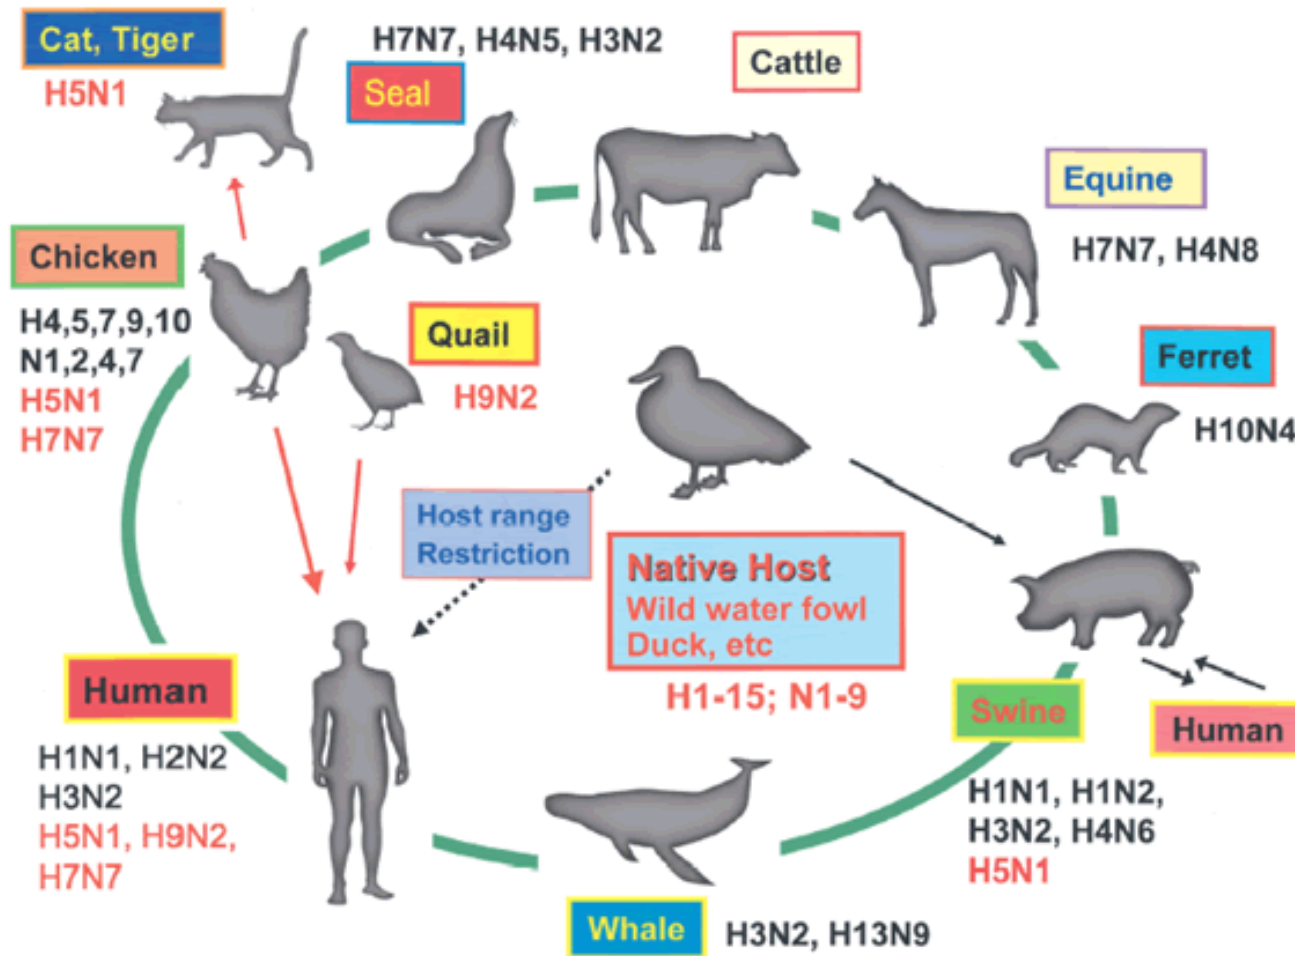 Cat, Tiger
H5N1
H7N7, H4N5, H3N2
Seal
Cattle
Equine
H7N7, H4N8
Chicken
H4,5,7,9,10
N1,2,4,7
H5N1
H7N7
Quail
H9N2
Ferret
H10N4
Host range
Restriction
Native Host
Wild water fowl
Duck, etc
H1-15; N1-9
Human
H1N1, H2N2
H3N2
H5N1, H9N2,
H7N7
Swine
Human
H1N1, H1N2,
H3N2, H4N6
H5N1
Whale
H3N2, H13N9